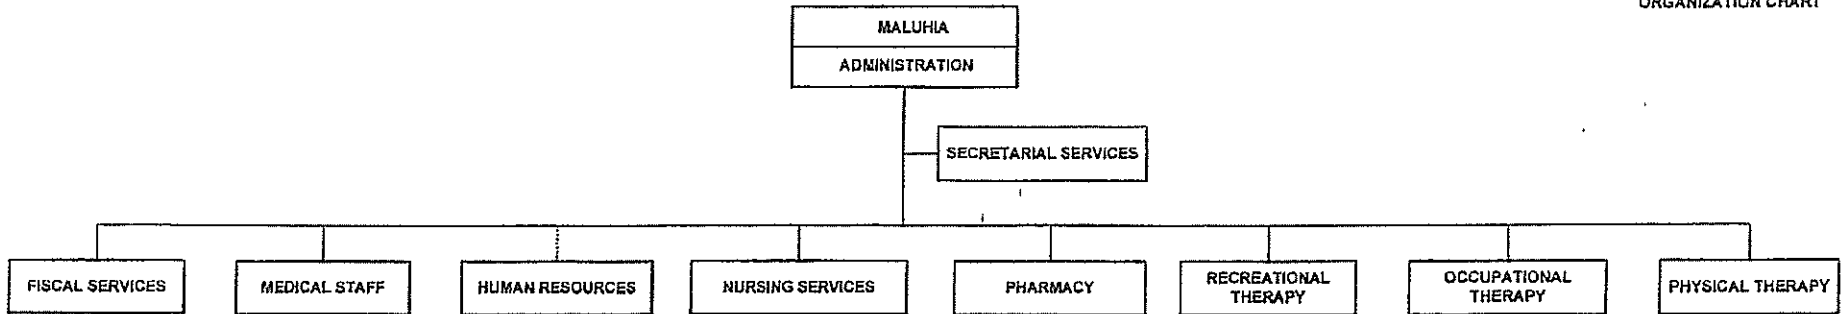 ORGANIZATION CHART
MALUHIA
ADMINISTRATION
SECRETARIAL SERVICES
FISCAL SERVICES
MEDICAL STAFF
HUMAN RESOURCES
NURSING SERVICES
PHARMACY
RECREATIONAL
THERAPY
OCCUPATIONAL
THERAPY
PHYSICAL THERAPY